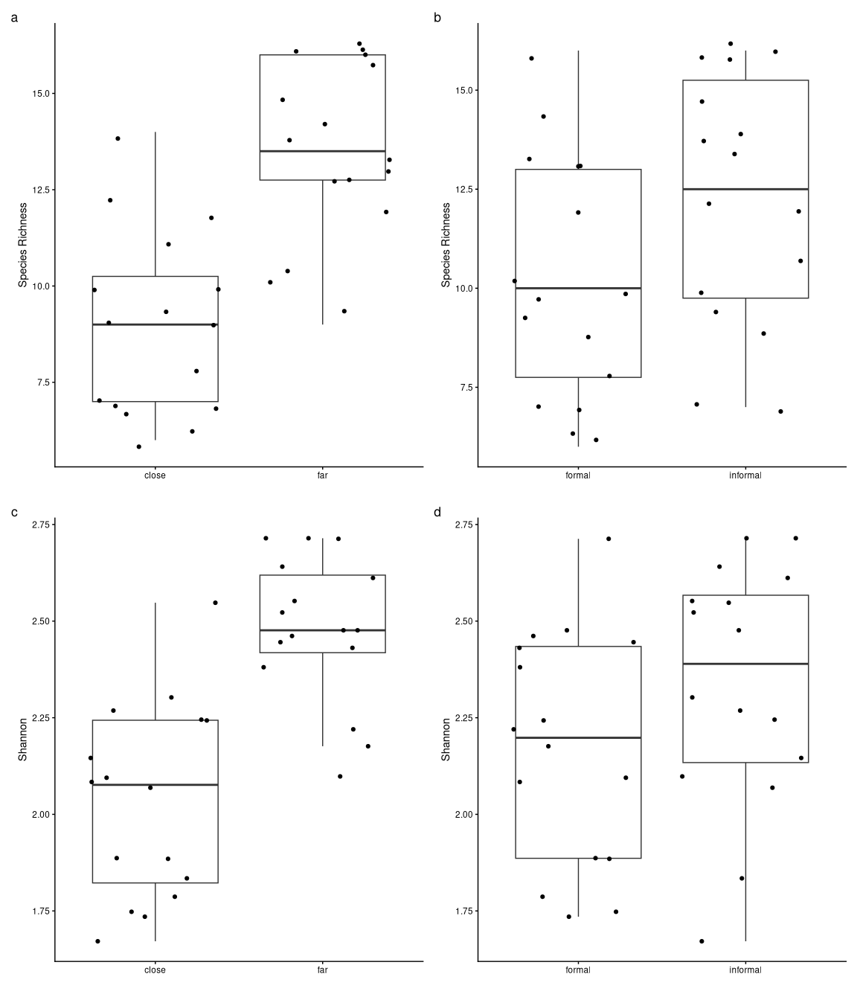 a
Species Richness
15.0
12.5
10.0
7.5
close
far
b
Species Richness
15.0
12.5
10.0
7.5
formal
informal
c
Shannon
2.75
2.50
2.25
2.00
1.75
close
far
d
Shannon
2.75
2.50
2.25
2.00
1.75
formal
informal